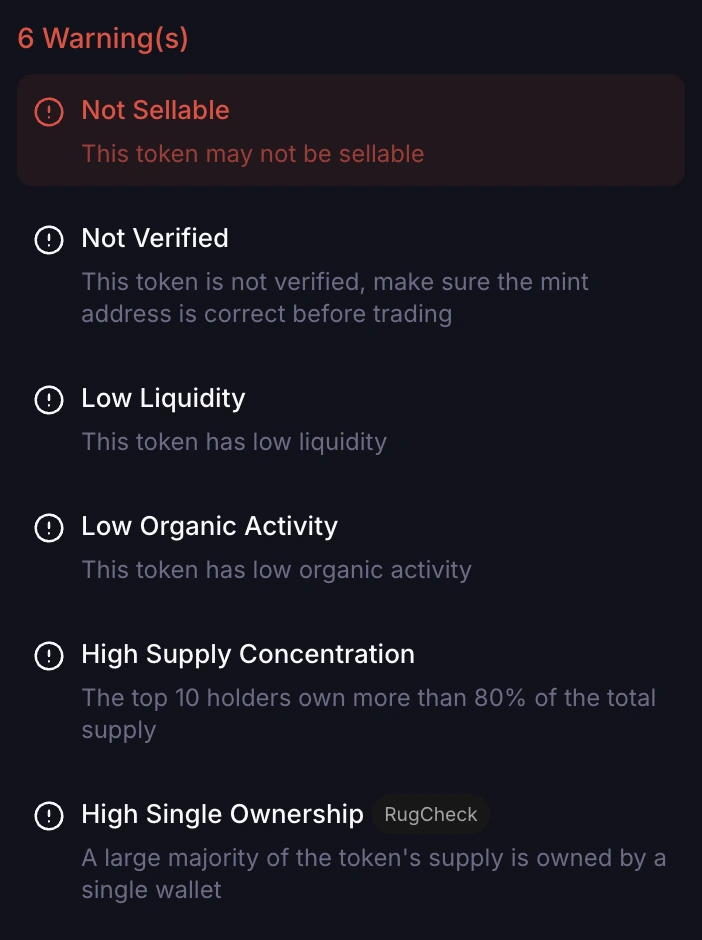 6 Warning(s)
Not Sellable
This token may not be sellable
Not Verified
This token is not verified, make sure the mint
address is correct before trading
Low Liquidity
This token has low liquidity
Low Organic Activity
This token has low organic activity
High Supply Concentration
The top 10 holders own more than 80% of the total
supply
High Single Ownership RugCheck
A large majority of the token's supply is owned by a
single wallet